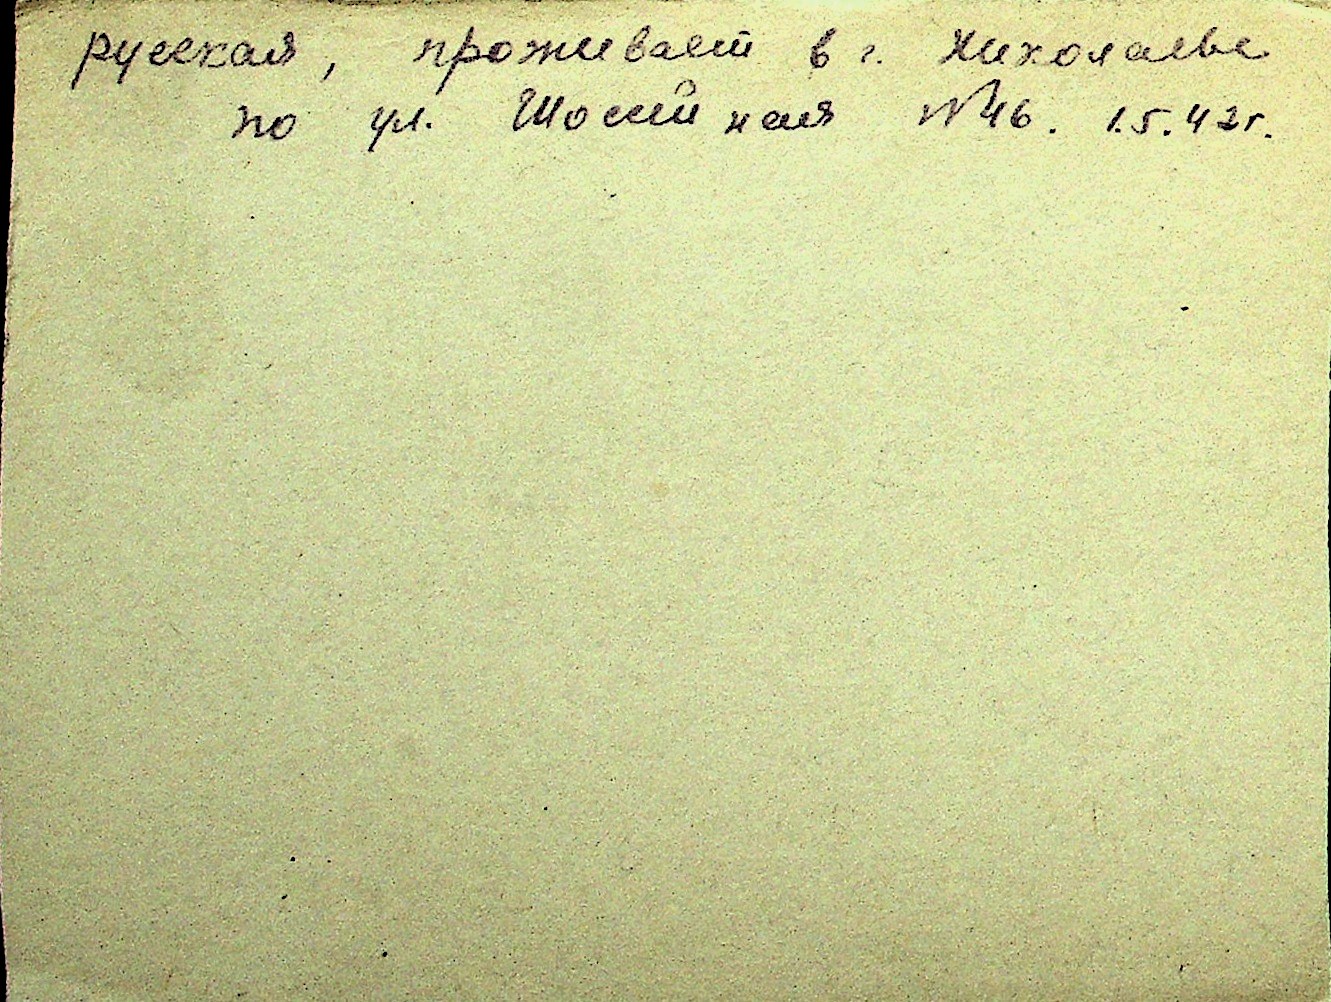 русская, проживает в г. Николаеве
по ул. Шоссейная №46. 1.5.42г.